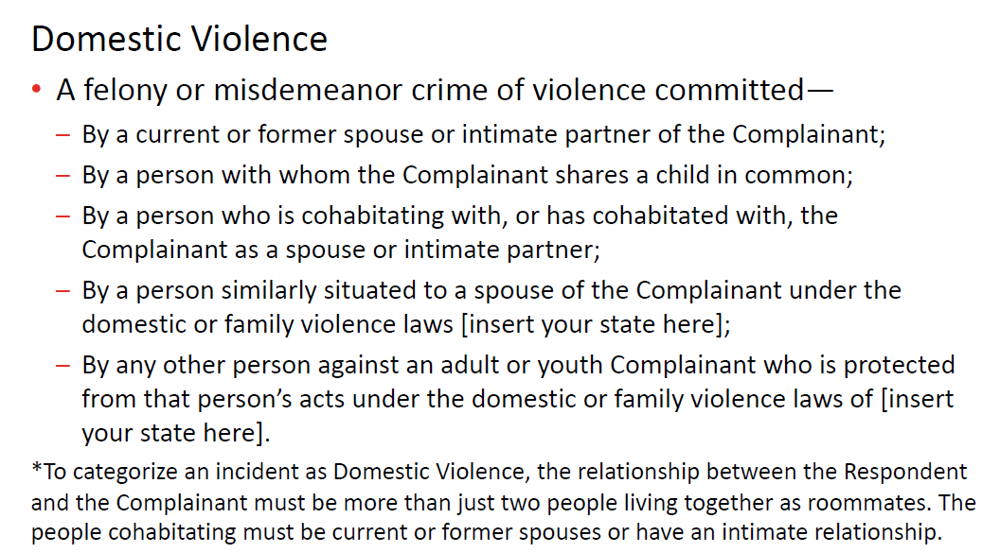 Domestic Violence
• A felony or misdemeanor crime of violence committed—
– By a current or former spouse or intimate partner of the Complainant;
– By a person with whom the Complainant shares a child in common;
– By a person who is cohabitating with, or has cohabitated with, the
Complainant as a spouse or intimate partner;
– By a person similarly situated to a spouse of the Complainant under the
domestic or family violence laws [insert your state here];
– By any other person against an adult or youth Complainant who is protected
from that person’s acts under the domestic or family violence laws of [insert
your state here].
*To categorize an incident as Domestic Violence, the relationship between the Respondent
and the Complainant must be more than just two people living together as roommates. The
people cohabitating must be current or former spouses or have an intimate relationship.